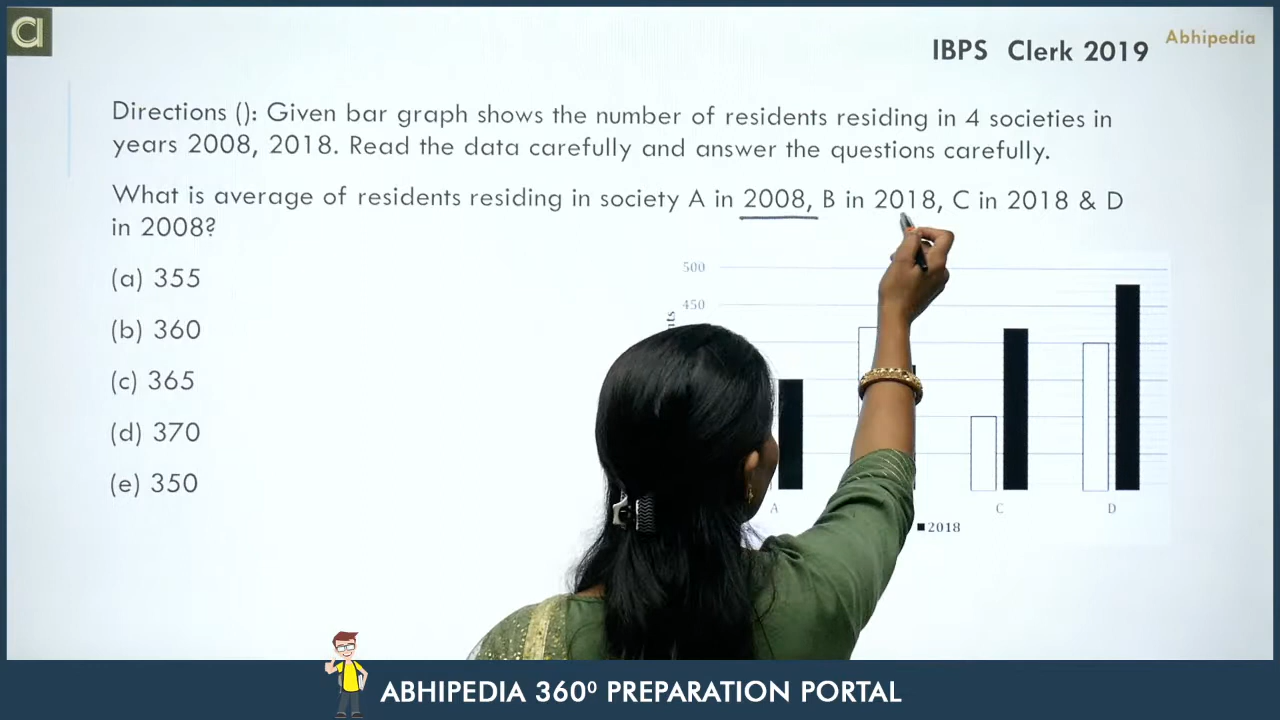 IBPS Clerk 2019
Abhipedia
Directions (): Given bar graph shows the number of residents residing in 4 societies in
years 2008, 2018. Read the data carefully and answer the questions carefully.
What is average of residents residing in society A in 2008, B in 2018, C in 2018 & D
in 2008?
(a) 355
(b) 360
(c) 365
(d) 370
(e) 350
500
450
A
C
D
2018
ABHIPEDIA 360⁰ PREPARATION PORTAL